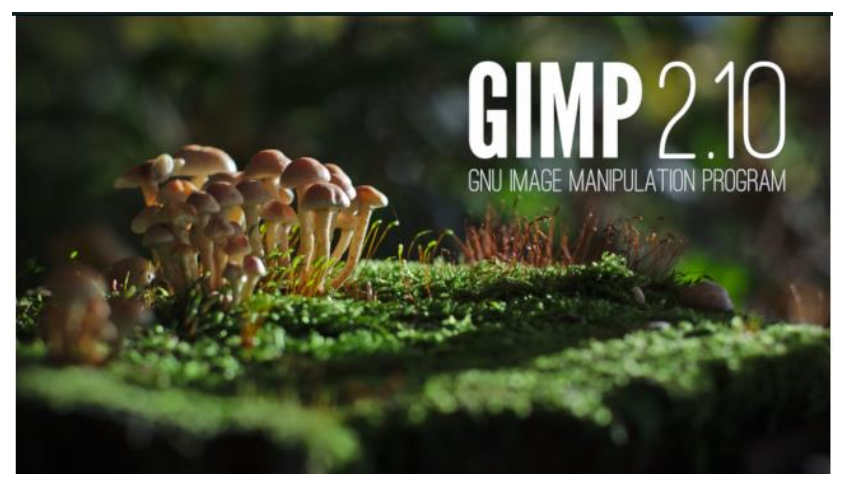 GIMP 2.10
GNU IMAGE MANIPULATION PROGRAM